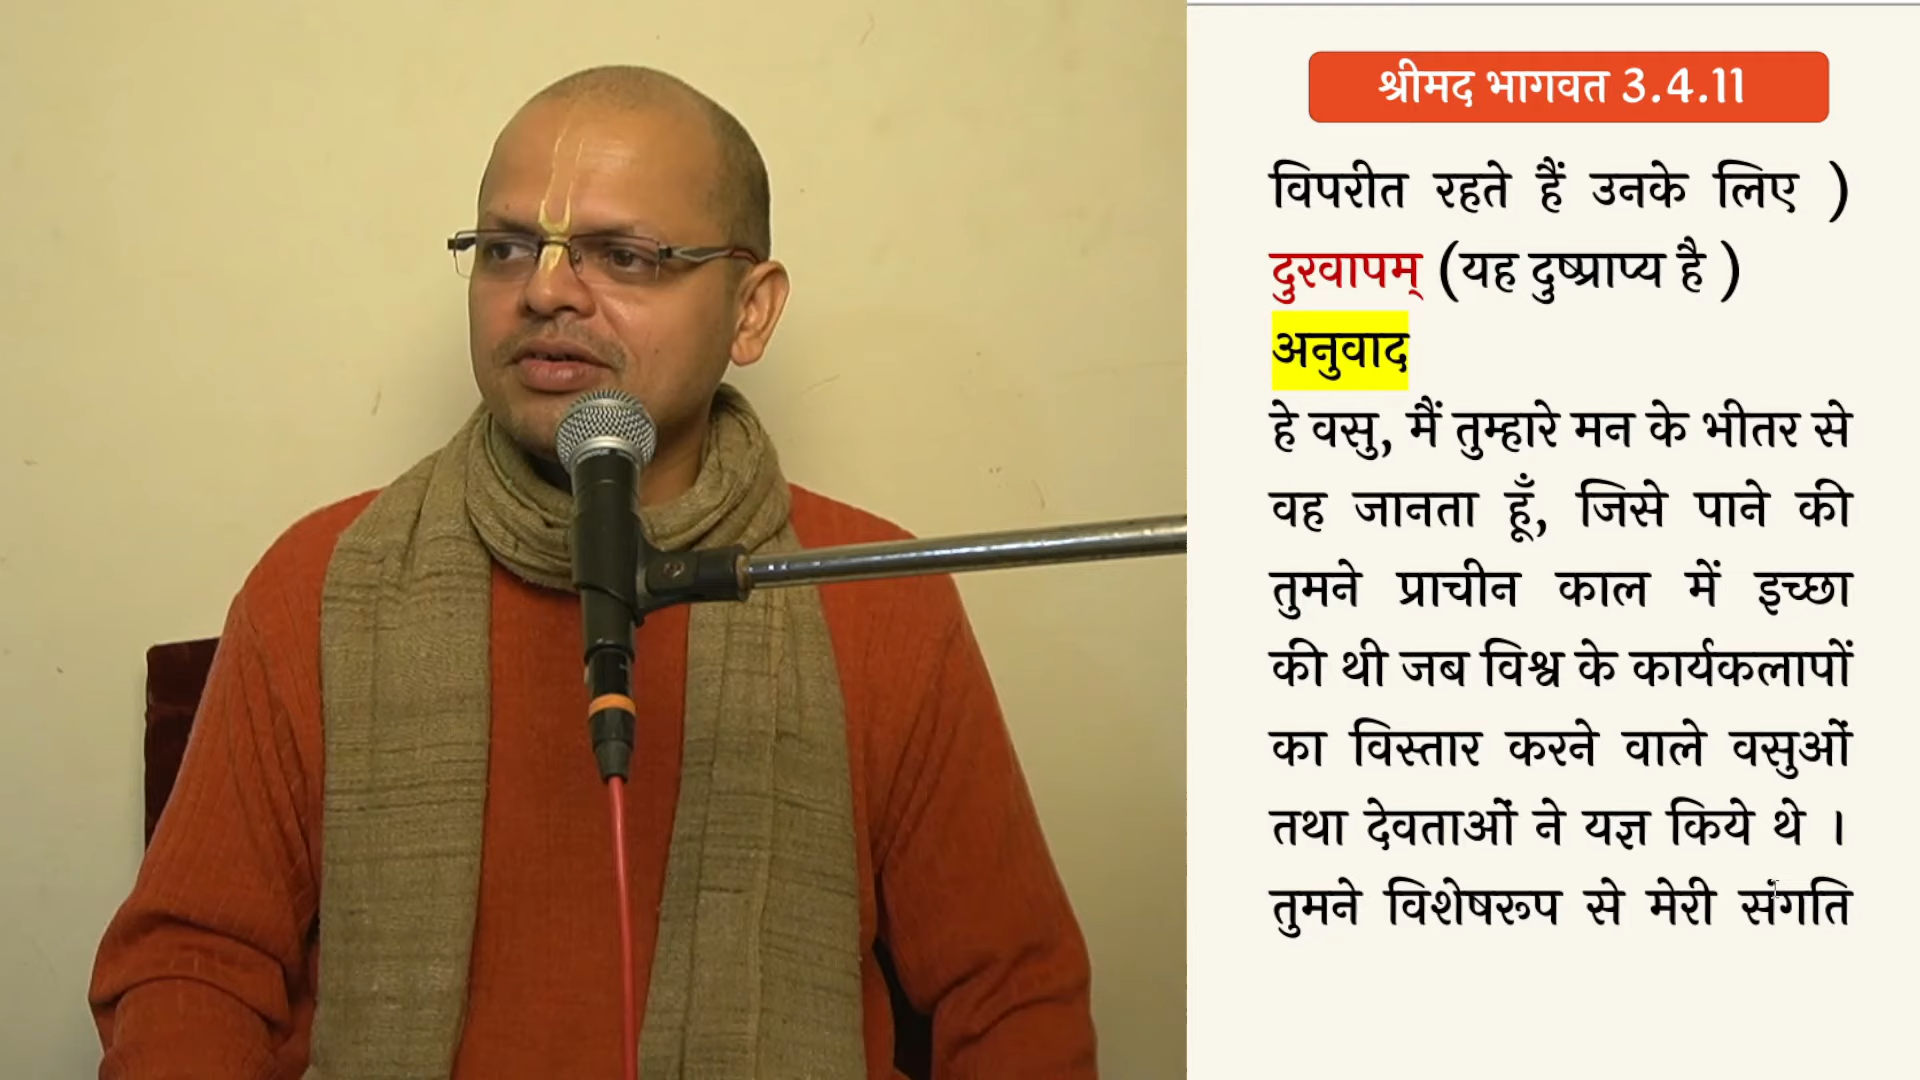 श्रीमद भागवत 3.4.11
विपरीत रहते हैं उनके लिए )
दुरवापम् (यह दुष्प्राप्य है )
अनुवाद
हे वसु, मैं तुम्हारे मन के भीतर से
वह जानता हूँ, जिसे पाने की
तुमने प्राचीन काल में इच्छा
की थी जब विश्व के कार्यकलापों
का विस्तार करने वाले वसुओं
तथा देवताओं ने यज्ञ किये थे ।
तुमने विशेषरूप से मेरी संगति